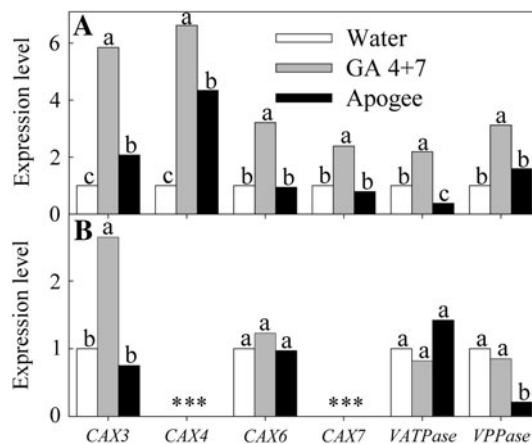 A
Water
GA 4+7
Apogee
Expression level
6
4
2
0
c a b
c a b
b a b
b a b
b a c
b a b
B
Expression level
2
1
0
b a b
***
a a a
***
a a a
a a b
CAX3 CAX4 CAX6 CAX7 VATPase VPPase